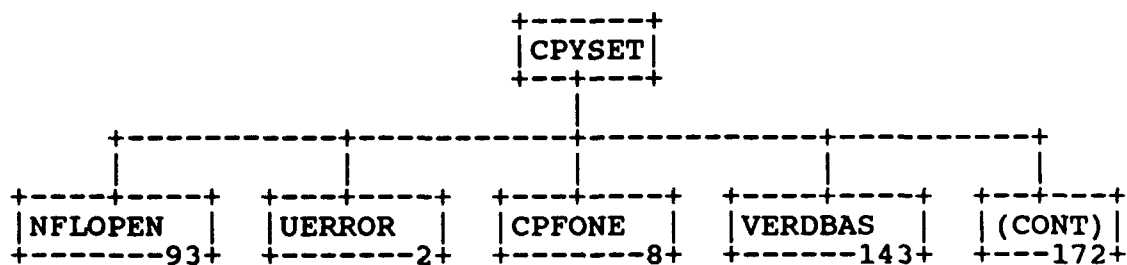 CPYSET
NFLOPEN UERROR CPFONE VERDBAS (CONT)
93 2 8 143 172